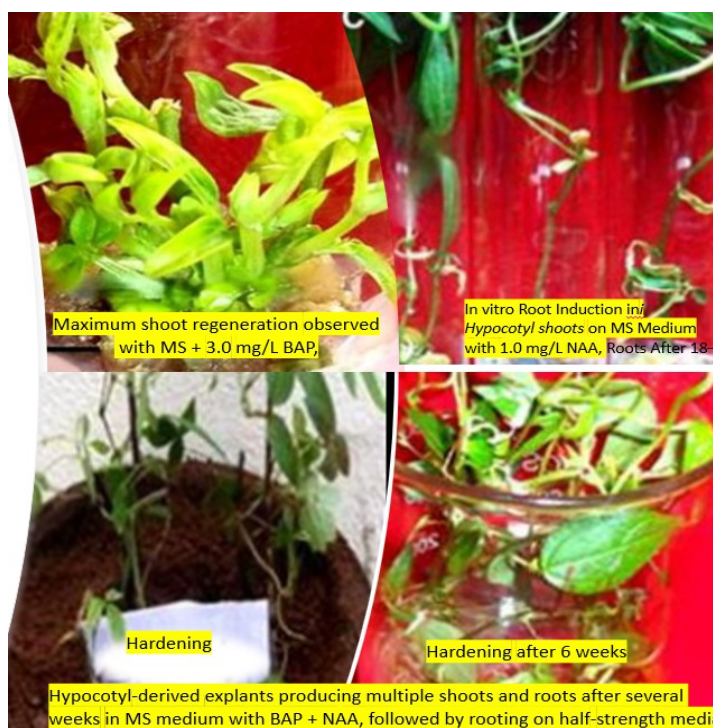 C
Maximum shoot regeneration observed
with MS + 3.0 mg/L BAP,
In vitro Root Induction ini
Hypocotyl shoots on MS Medium
with 1.0 mg/L NAA, Roots After 18-
Hardening
Hardening after 6 weeks
Hypocotyl-derived explants producing multiple shoots and roots after several
weeks in MS medium with BAP + NAA, followed by rooting on half-strength medi